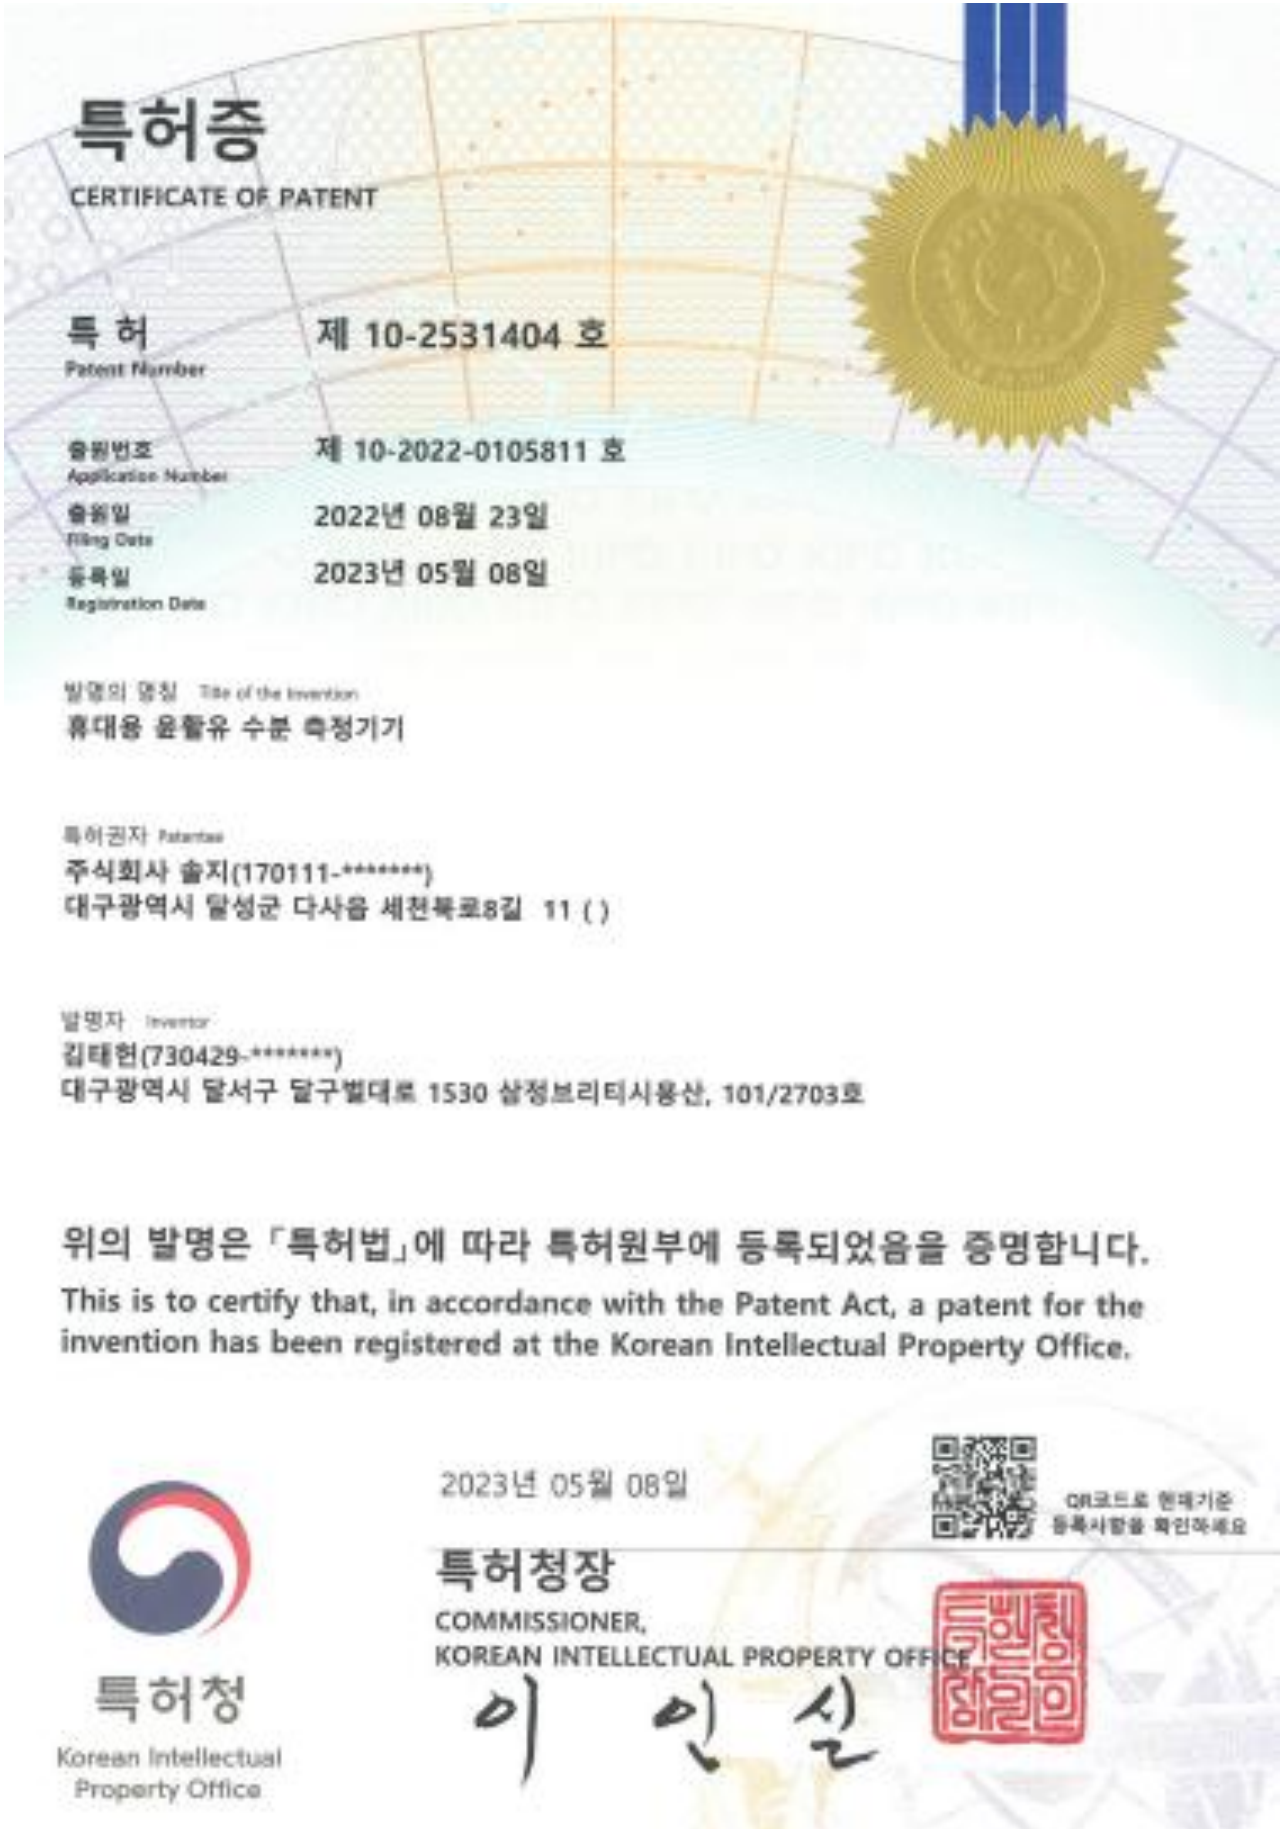 특허증
CERTIFICATE OF PATENT
특 허 제 10-2531404 호
Patent Number
출원번호 제 10-2022-0105811 호
Application Number
출원일 2022년 08월 23일
Filing Date
등록일 2023년 05월 08일
Registration Date
발명의 명칭 Title of the Invention
휴대용 윤활유 수분 측정기기
특허권자 Patentee
주식회사 솔지(170111-*******)
대구광역시 달성군 다사읍 세천북로8길 11 ( )
발명자 Inventor
김태헌(730429-*******)
대구광역시 달서구 달구벌대로 1530 삼정브리티시용산, 101/2703호
위의 발명은 「특허법」에 따라 특허원부에 등록되었음을 증명합니다.
This is to certify that, in accordance with the Patent Act, a patent for the
invention has been registered at the Korean Intellectual Property Office.
2023년 05월 08일
QR코드로 현재기준
등록사항을 확인하세요
특허청장
COMMISSIONER,
KOREAN INTELLECTUAL PROPERTY OFFICE
이 인 실
특허청
Korean Intellectual
Property Office